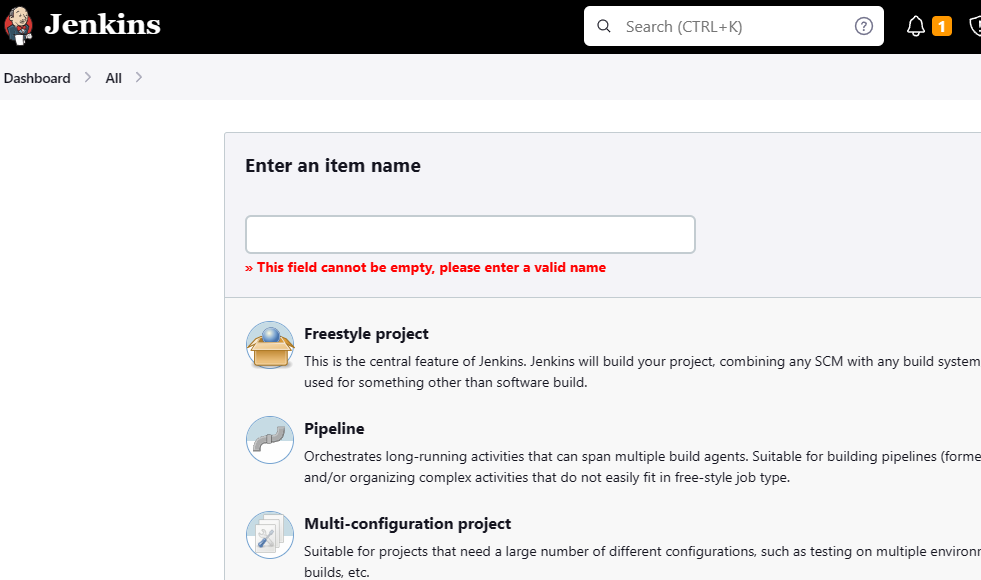 Jenkins
Search (CTRL+K)
1
Dashboard
All
Enter an item name
» This field cannot be empty, please enter a valid name
Freestyle project
This is the central feature of Jenkins. Jenkins will build your project, combining any SCM with any build system
used for something other than software build.
Pipeline
Orchestrates long-running activities that can span multiple build agents. Suitable for building pipelines (forme
and/or organizing complex activities that do not easily fit in free-style job type.
Multi-configuration project
Suitable for projects that need a large number of different configurations, such as testing on multiple environ
builds, etc.